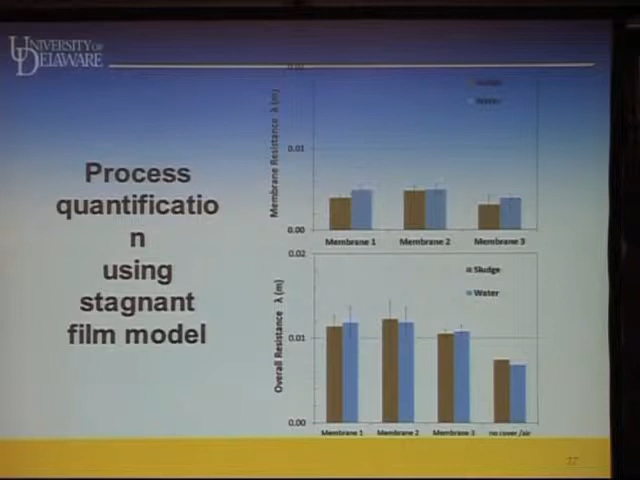 UNIVERSITY OF
DELAWARE
Process
quantificatio
n
using
stagnant
film model
Membrane Resistance λ (m)
0.01
0.00
Membrane 1
Membrane 2
Membrane 3
Water
Overall Resistance λ (m)
0.02
0.01
0.00
Sludge
Water
Membrane 1
Membrane 2
Membrane 3
no cover/air